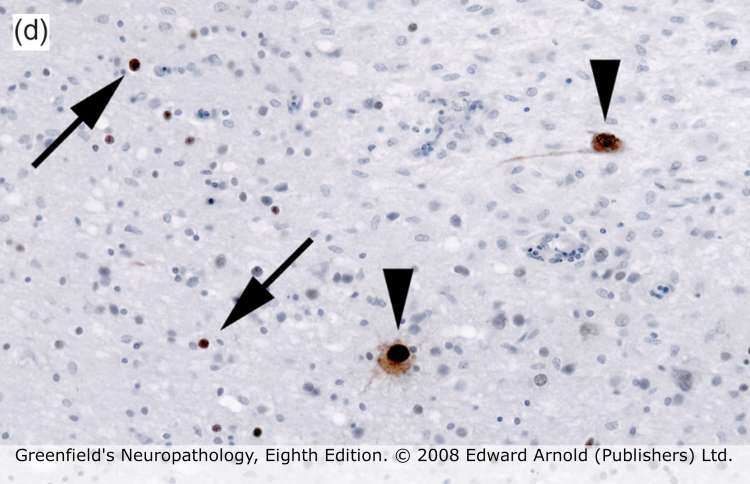 (d)
Greenfield's Neuropathology, Eighth Edition. © 2008 Edward Arnold (Publishers) Ltd.